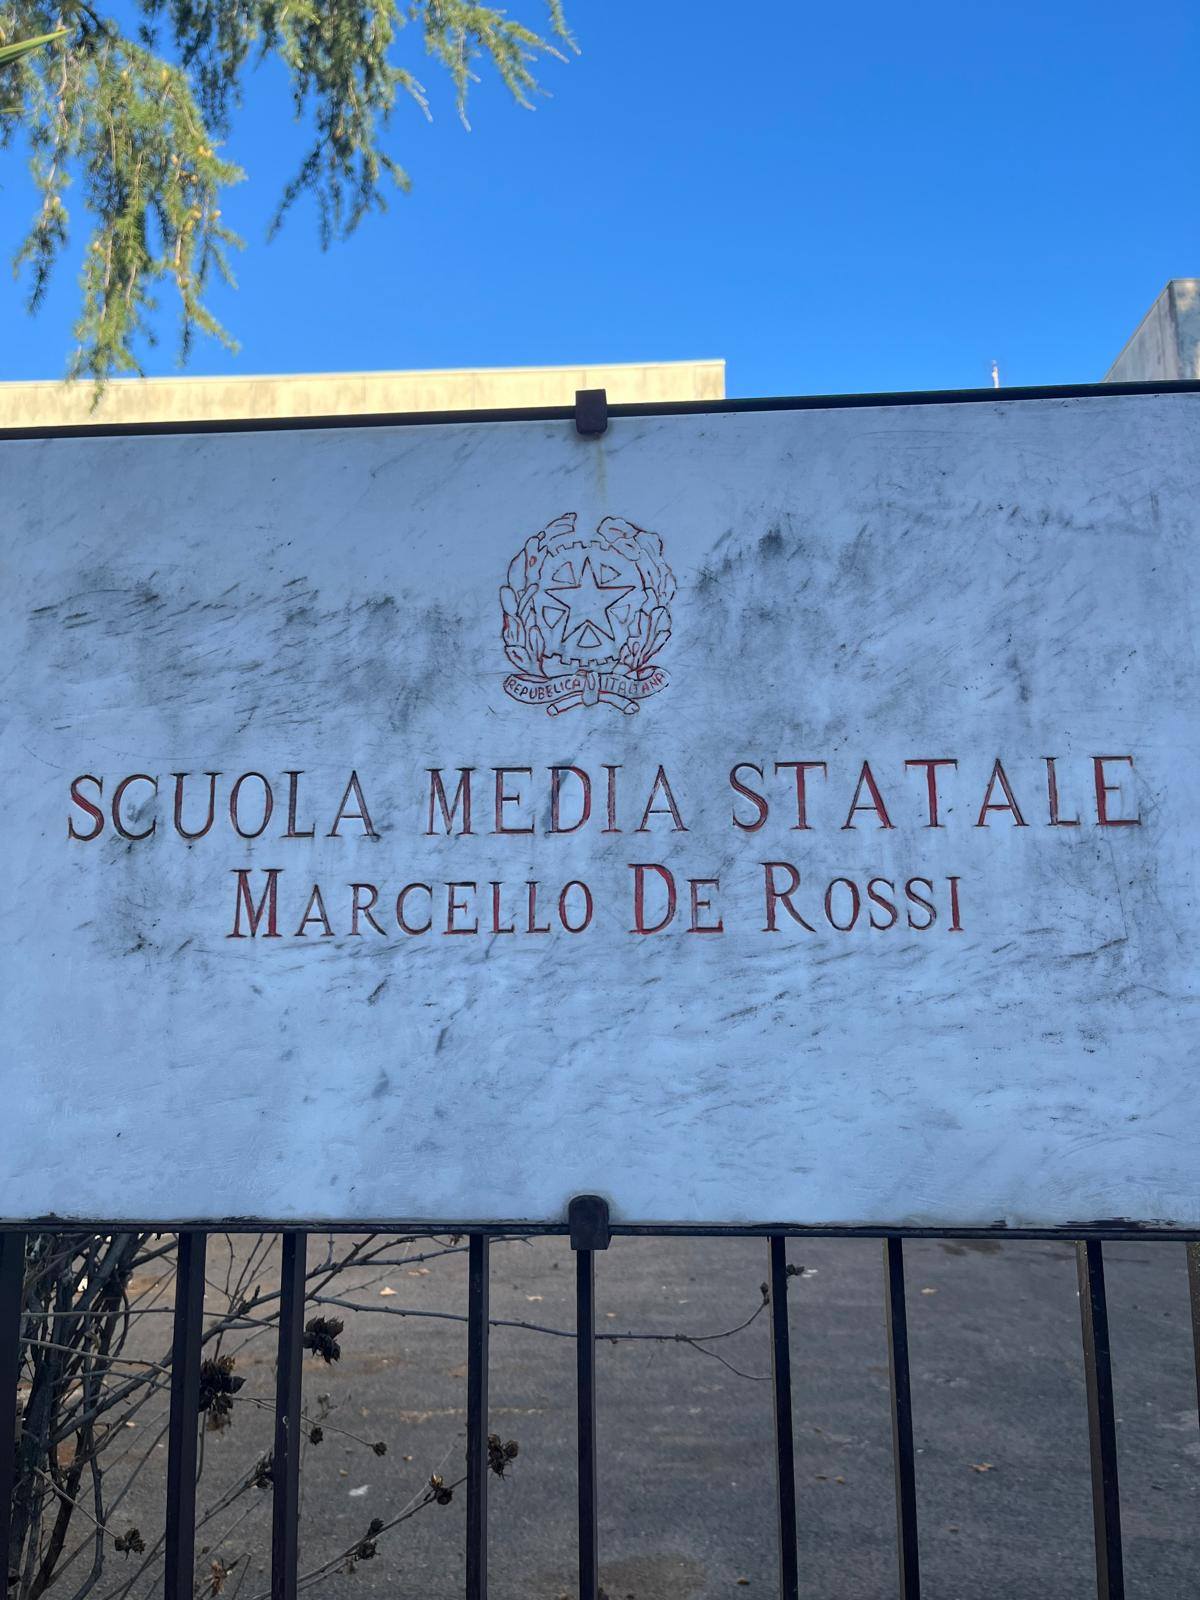 REPUBBLICA ITALIANA
SCUOLA MEDIA STATALE
MARCELLO DE ROSSI